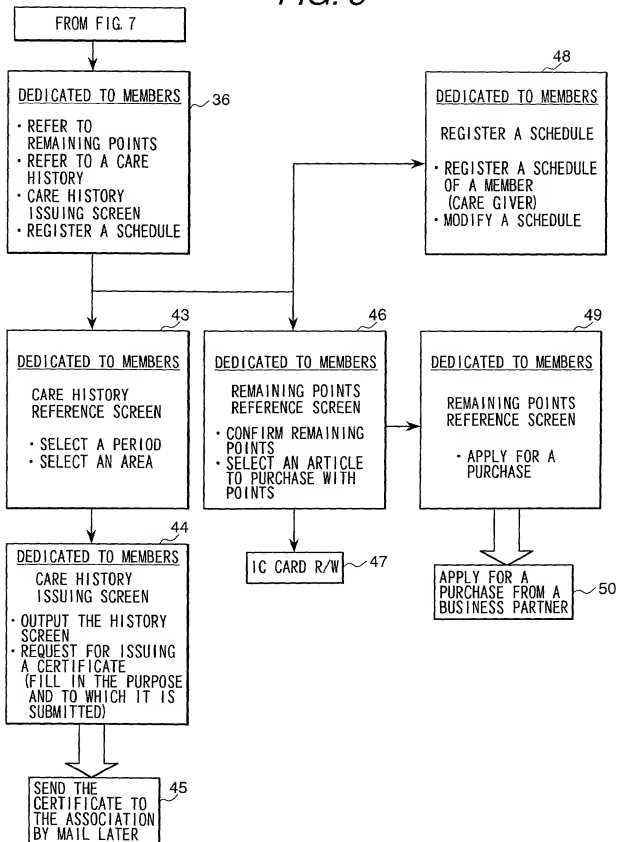 FROM FIG. 7
DEDICATED TO MEMBERS
· REFER TO
REMAINING POINTS
· REFER TO A CARE
HISTORY
· CARE HISTORY
ISSUING SCREEN
· REGISTER A SCHEDULE
36
48
DEDICATED TO MEMBERS
REGISTER A SCHEDULE
· REGISTER A SCHEDULE
OF A MEMBER
(CARE GIVER)
· MODIFY A SCHEDULE
43
DEDICATED TO MEMBERS
CARE HISTORY
REFERENCE SCREEN
· SELECT A PERIOD
· SELECT AN AREA
46
DEDICATED TO MEMBERS
REMAINING POINTS
REFERENCE SCREEN
· CONFIRM REMAINING
POINTS
· SELECT AN ARTICLE
TO PURCHASE WITH
POINTS
49
DEDICATED TO MEMBERS
REMAINING POINTS
REFERENCE SCREEN
· APPLY FOR A
PURCHASE
44
DEDICATED TO MEMBERS
CARE HISTORY
ISSUING SCREEN
· OUTPUT THE HISTORY
SCREEN
· REQUEST FOR ISSUING
A CERTIFICATE
(FILL IN THE PURPOSE
AND TO WHICH IT IS
SUBMITTED)
IC CARD R/W
47
APPLY FOR A
PURCHASE FROM A
BUSINESS PARTNER
50
SEND THE
CERTIFICATE TO
THE ASSOCIATION
BY MAIL LATER
45